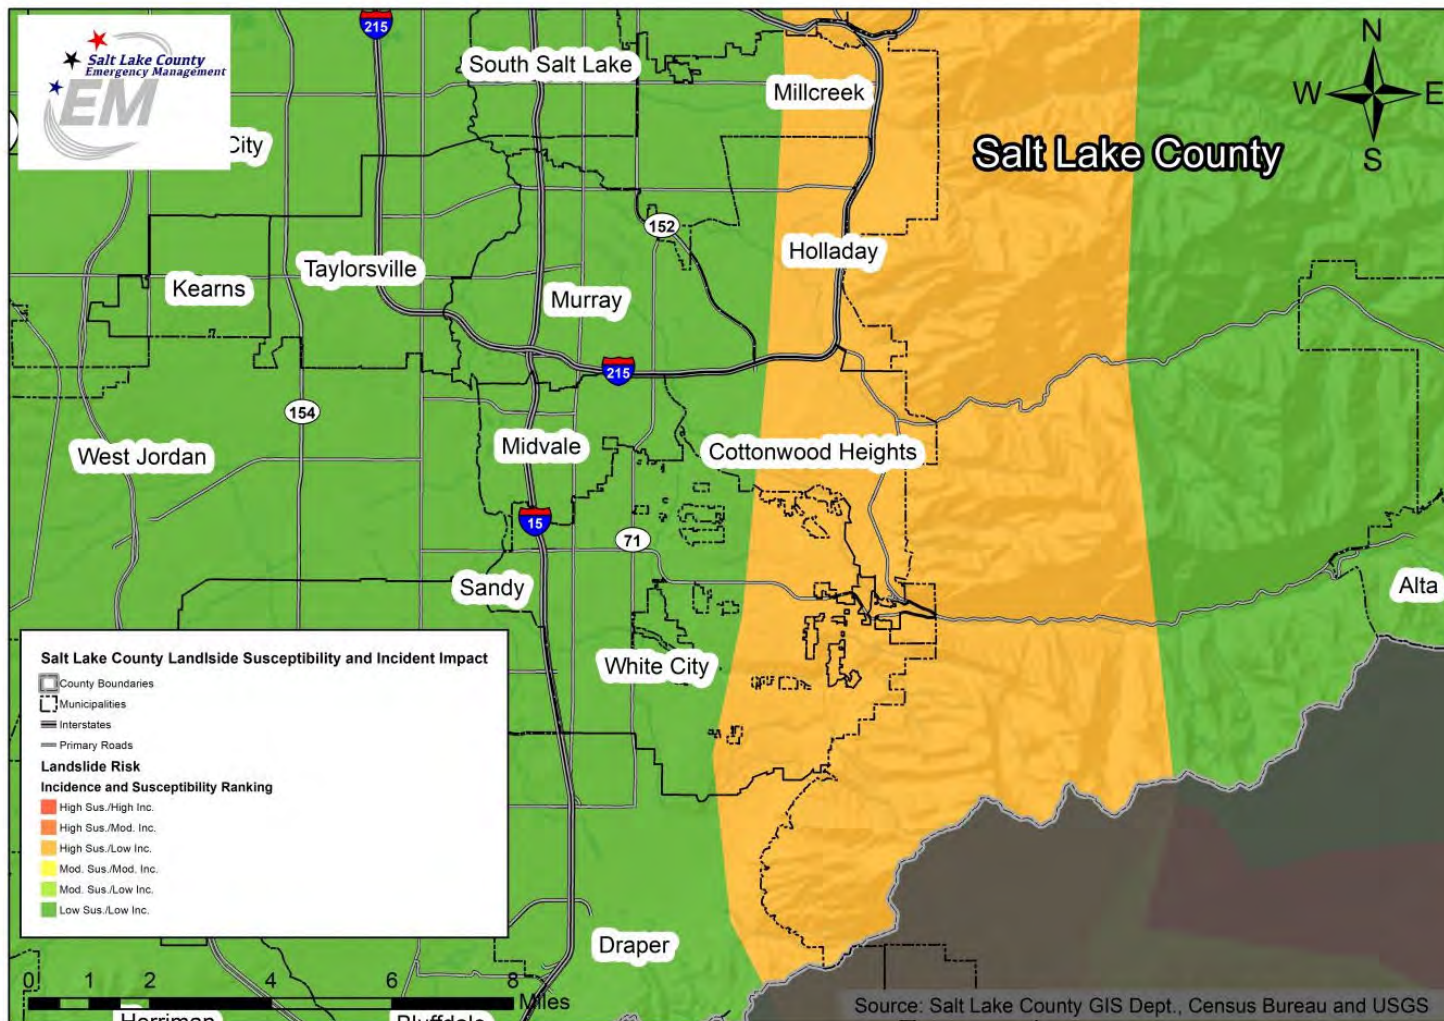 215
N
Salt Lake County
Emergency Management
EM
South Salt Lake
Millcreek
W
E
City
Salt Lake County
S
152
Holladay
Taylorsville
Kearns
Murray
215
154
West Jordan
Midvale
Cottonwood Heights
15
71
Sandy
Alta
White City
Salt Lake County Landlside Susceptibility and Incident Impact
County Boundaries
Municipalities
Interstates
Primary Roads
Landslide Risk
Incidence and Susceptibility Ranking
High Sus./High Inc.
High Sus./Mod. Inc.
High Sus./Low Inc.
Mod. Sus./Mod. Inc.
Mod. Sus./Low Inc.
Low Sus./Low Inc.
Draper
0 1 2 4 6 8
Miles
Source: Salt Lake County GIS Dept., Census Bureau and USGS
Herriman
Bluffdale